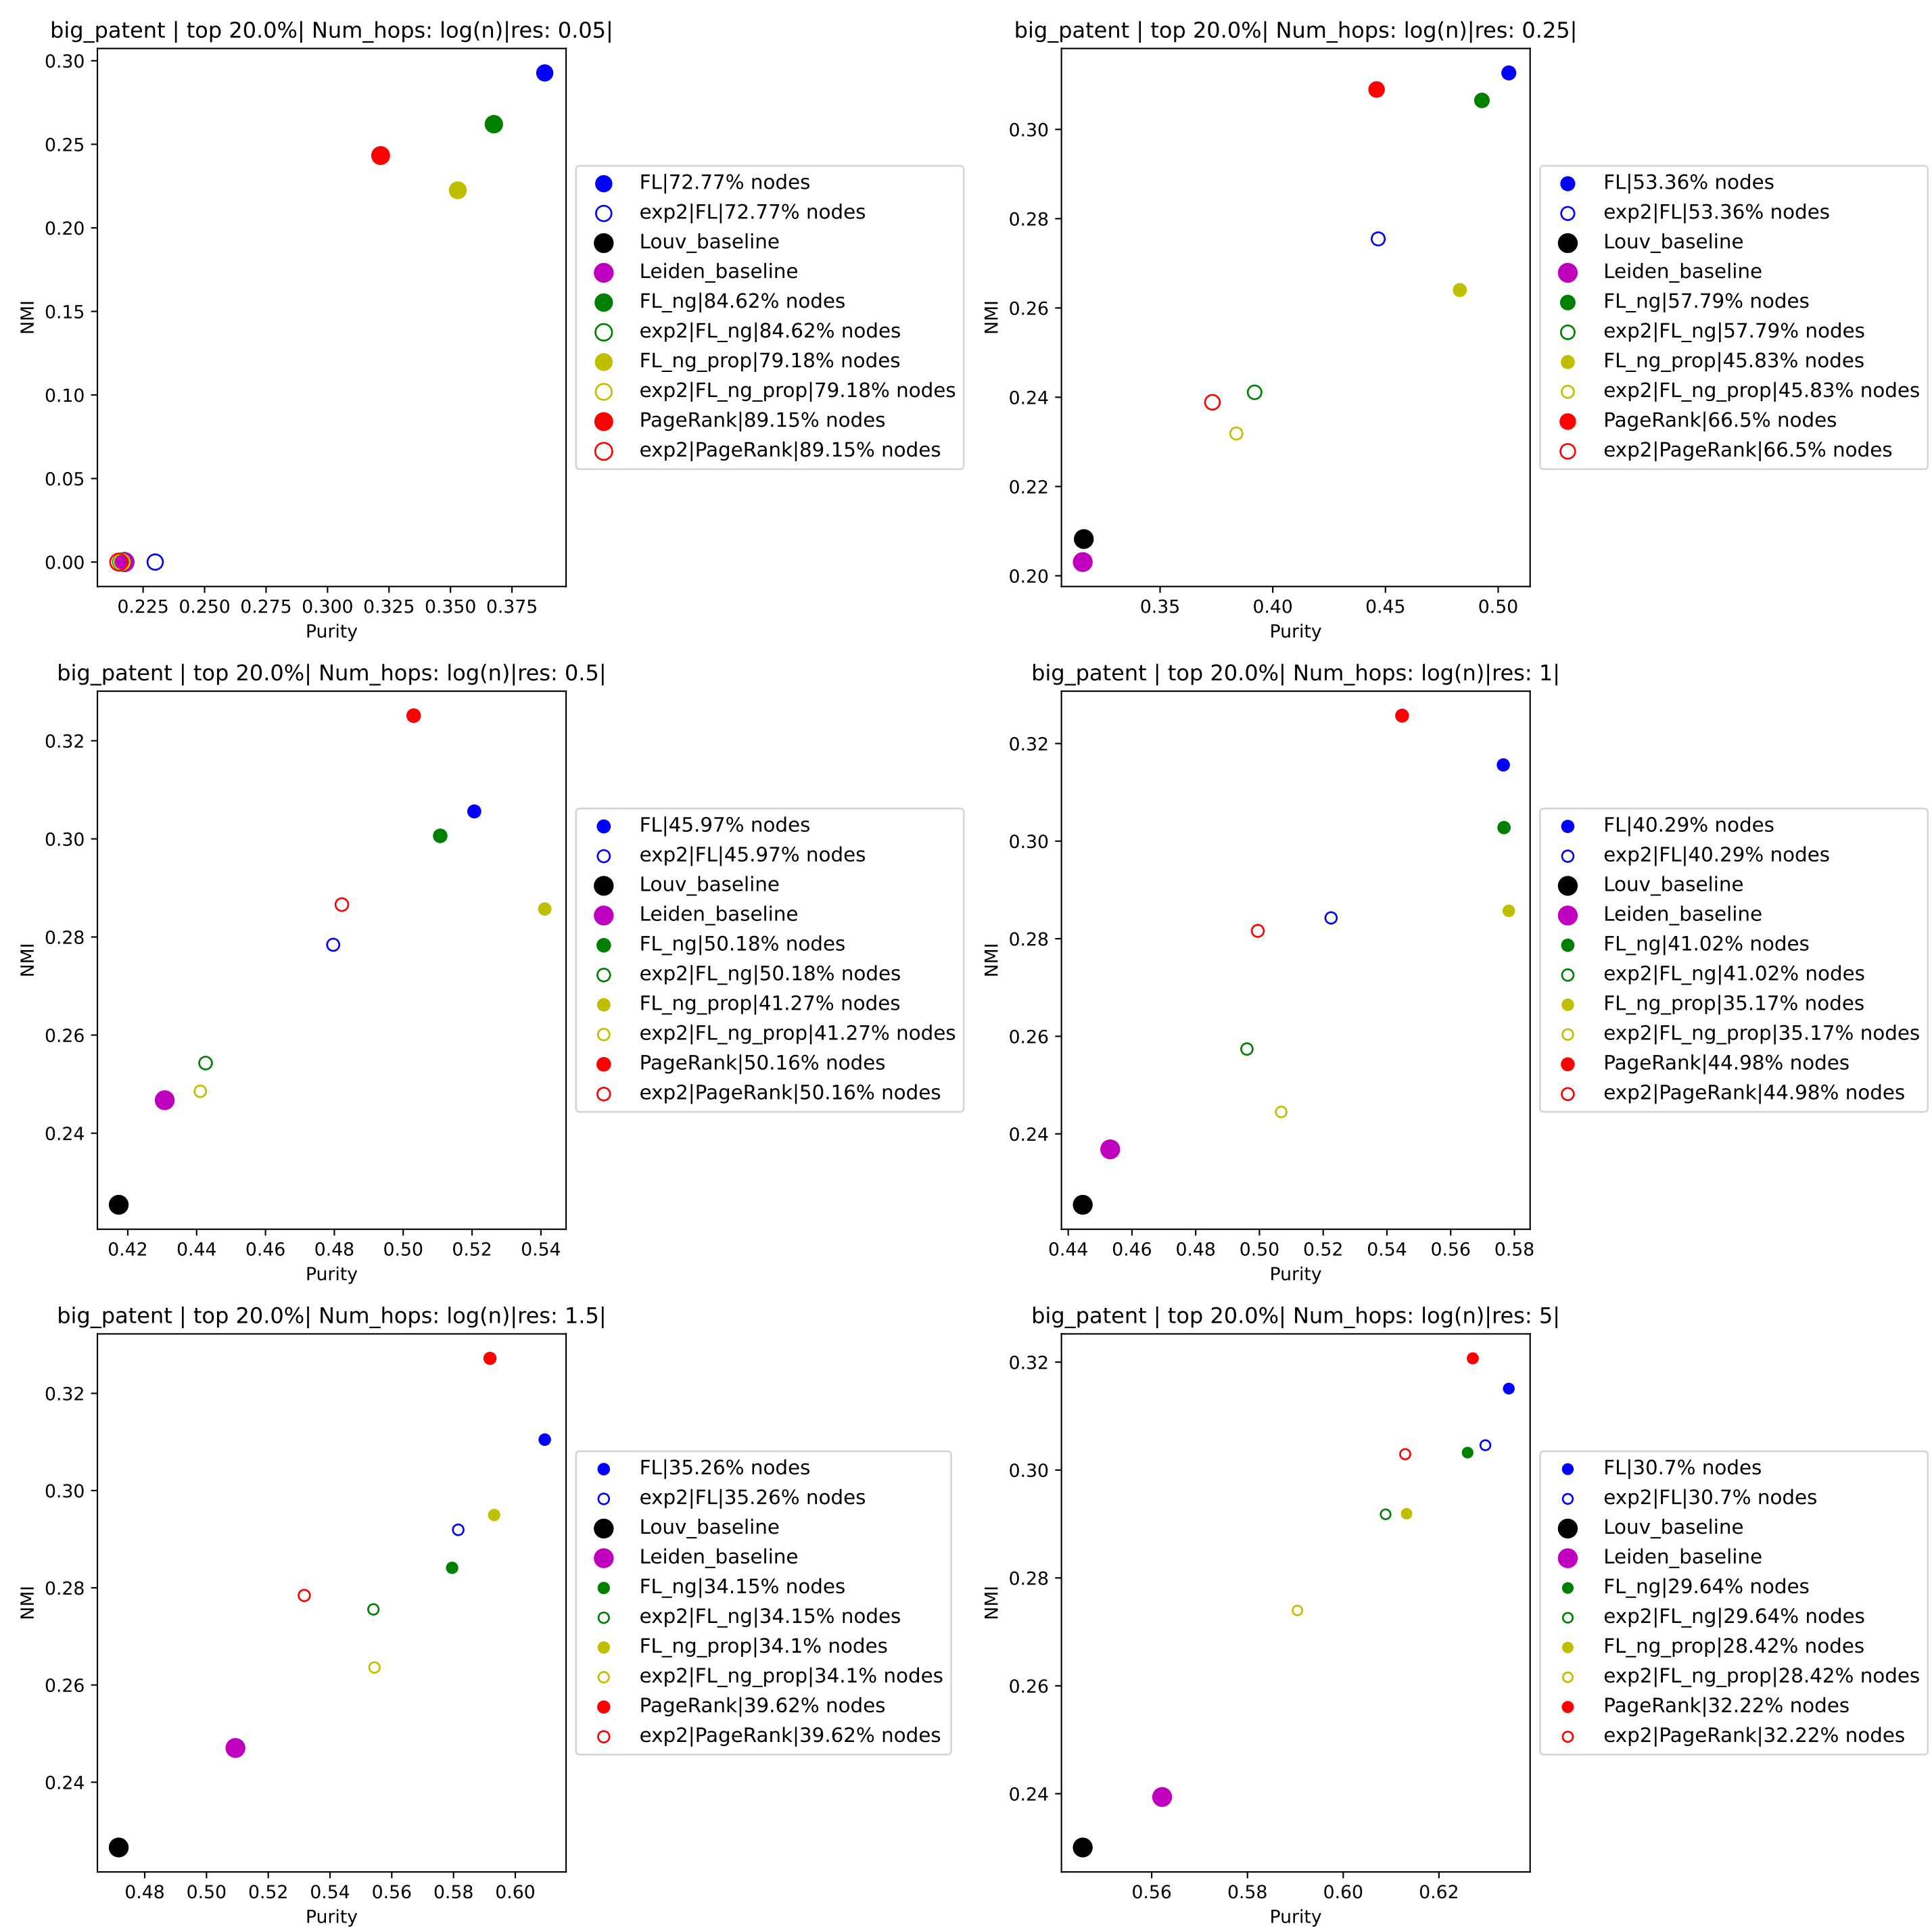 big_patent | top 20.0%| Num_hops: log(n)|res: 0.05|
0.30
0.25
0.20
0.15
0.10
0.05
0.00
NMI
0.225 0.250 0.275 0.300 0.325 0.350 0.375
Purity
FL|72.77% nodes
exp2|FL|72.77% nodes
Louv_baseline
Leiden_baseline
FL_ng|84.62% nodes
exp2|FL_ng|84.62% nodes
FL_ng_prop|79.18% nodes
exp2|FL_ng_prop|79.18% nodes
PageRank|89.15% nodes
exp2|PageRank|89.15% nodes
big_patent | top 20.0%| Num_hops: log(n)|res: 0.25|
0.30
0.28
0.26
0.24
0.22
0.20
NMI
0.35 0.40 0.45 0.50
Purity
FL|53.36% nodes
exp2|FL|53.36% nodes
Louv_baseline
Leiden_baseline
FL_ng|57.79% nodes
exp2|FL_ng|57.79% nodes
FL_ng_prop|45.83% nodes
exp2|FL_ng_prop|45.83% nodes
PageRank|66.5% nodes
exp2|PageRank|66.5% nodes
big_patent | top 20.0%| Num_hops: log(n)|res: 0.5|
0.32
0.30
0.28
0.26
0.24
NMI
0.42 0.44 0.46 0.48 0.50 0.52 0.54
Purity
FL|45.97% nodes
exp2|FL|45.97% nodes
Louv_baseline
Leiden_baseline
FL_ng|50.18% nodes
exp2|FL_ng|50.18% nodes
FL_ng_prop|41.27% nodes
exp2|FL_ng_prop|41.27% nodes
PageRank|50.16% nodes
exp2|PageRank|50.16% nodes
big_patent | top 20.0%| Num_hops: log(n)|res: 1|
0.32
0.30
0.28
0.26
0.24
NMI
0.44 0.46 0.48 0.50 0.52 0.54 0.56 0.58
Purity
FL|40.29% nodes
exp2|FL|40.29% nodes
Louv_baseline
Leiden_baseline
FL_ng|41.02% nodes
exp2|FL_ng|41.02% nodes
FL_ng_prop|35.17% nodes
exp2|FL_ng_prop|35.17% nodes
PageRank|44.98% nodes
exp2|PageRank|44.98% nodes
big_patent | top 20.0%| Num_hops: log(n)|res: 1.5|
0.32
0.30
0.28
0.26
0.24
NMI
0.48 0.50 0.52 0.54 0.56 0.58 0.60
Purity
FL|35.26% nodes
exp2|FL|35.26% nodes
Louv_baseline
Leiden_baseline
FL_ng|34.15% nodes
exp2|FL_ng|34.15% nodes
FL_ng_prop|34.1% nodes
exp2|FL_ng_prop|34.1% nodes
PageRank|39.62% nodes
exp2|PageRank|39.62% nodes
big_patent | top 20.0%| Num_hops: log(n)|res: 5|
0.32
0.30
0.28
0.26
0.24
NMI
0.56 0.58 0.60 0.62
Purity
FL|30.7% nodes
exp2|FL|30.7% nodes
Louv_baseline
Leiden_baseline
FL_ng|29.64% nodes
exp2|FL_ng|29.64% nodes
FL_ng_prop|28.42% nodes
exp2|FL_ng_prop|28.42% nodes
PageRank|32.22% nodes
exp2|PageRank|32.22% nodes